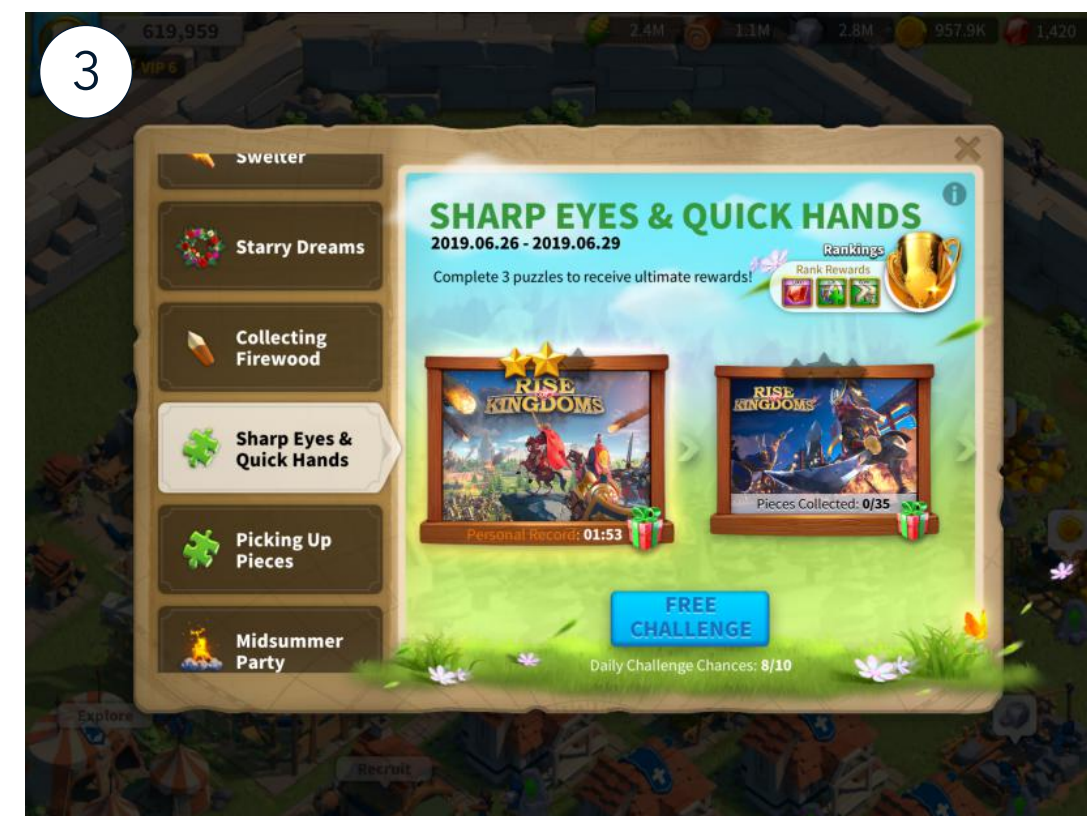 3
619,959
VIP 6
2.4M
1.1M
2.8M
957.9K
1,420
Swelter
Starry Dreams
Collecting
Firewood
Sharp Eyes &
Quick Hands
Picking Up
Pieces
Midsummer
Party
SHARP EYES & QUICK HANDS
2019.06.26 - 2019.06.29
Complete 3 puzzles to receive ultimate rewards!
Rankings
Rank Rewards
RISE
KINGDOMS
Personal Record: 01:53
RISE
KINGDOMS
Pieces Collected: 0/35
FREE
CHALLENGE
Daily Challenge Chances: 8/10
Explore
Recruit